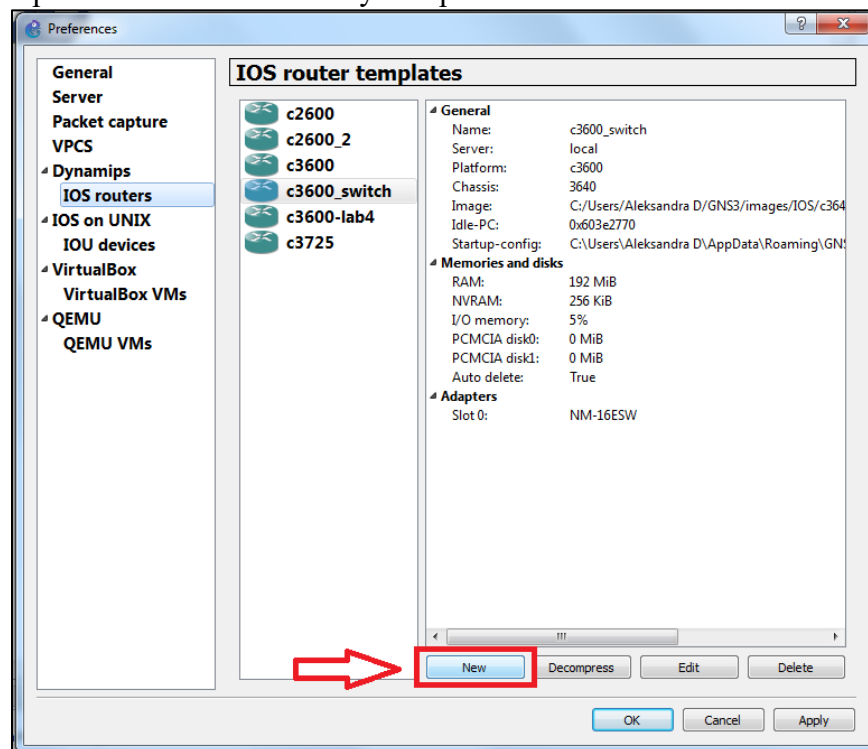 Preferences
General
Server
Packet capture
VPCS
Dynamips
IOS routers
IOS on UNIX
IOU devices
VirtualBox
VirtualBox VMs
QEMU
QEMU VMs
IOS router templates
c2600
c2600_2
c3600
c3600_switch
c3600-lab4
c3725
General
Name: c3600_switch
Server: local
Platform: c3600
Chassis: 3640
Image: C:/Users/Aleksandra D/GNS3/images/IOS/c364
Idle-PC: 0x603e2770
Startup-config: C:\Users\Aleksandra D\AppData\Roaming\GN
Memories and disks
RAM: 192 MiB
NVRAM: 256 KiB
I/O memory: 5%
PCMCIA disk0: 0 MiB
PCMCIA disk1: 0 MiB
Auto delete: True
Adapters
Slot 0: NM-16ESW
New Decompress Edit Delete
OK Cancel Apply